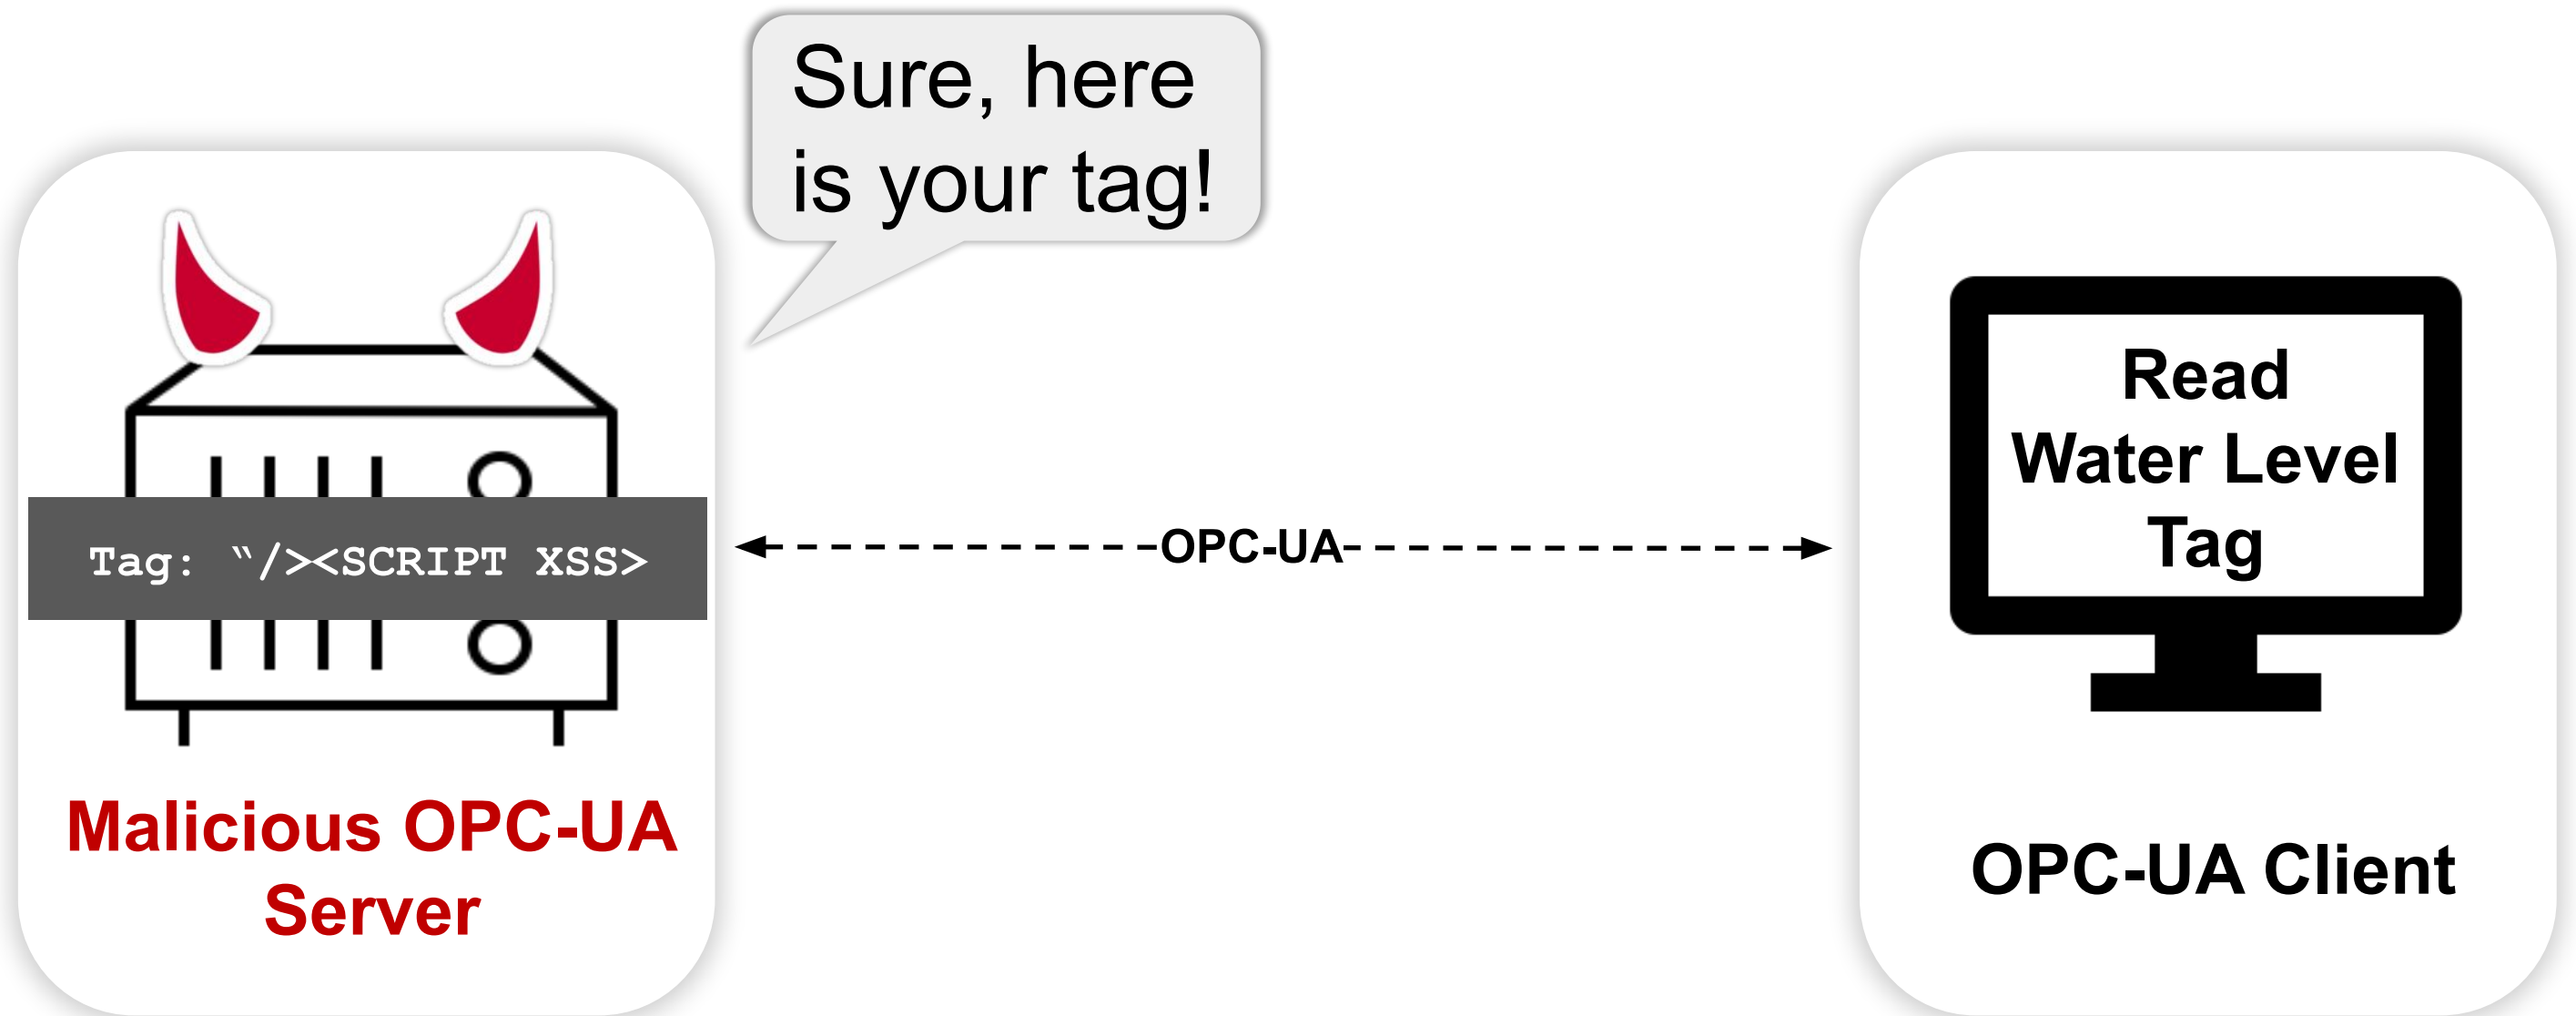 Sure, here
is your tag!
Tag: “/><SCRIPT XSS>
Malicious OPC-UA
Server
OPC-UA
Read
Water Level
Tag
OPC-UA Client